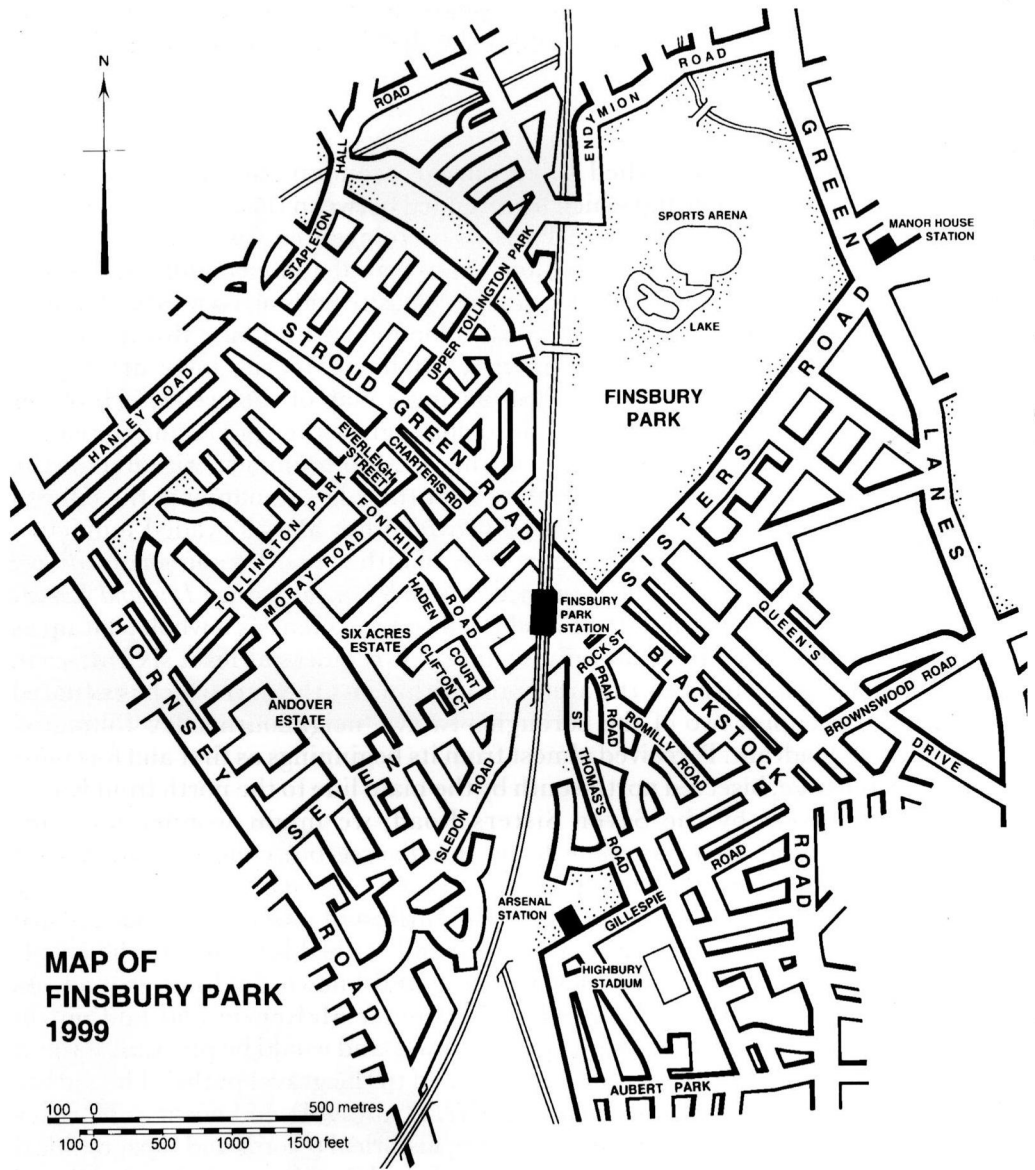 N
ROAD
ROAD
ENDYMION
HALL
GREEN
SPORTS ARENA
MANOR HOUSE
STATION
STAPLETON
UPPER TOLLINGTON PARK
LAKE
STROUD GREEN ROAD
FINSBURY
PARK
HANLEY ROAD
EVERLEIGH
STREET
CHARTERIS RD
SISTERS ROAD
LANES
TOLLINGTON PARK
FONTHILL ROAD
MORAY ROAD
HADEN COURT
FINSBURY
PARK
STATION
SIX ACRES
ESTATE
CLIFTON CT
QUEEN'S
DRIVE
ROCK ST
BLACKSTOCK
ROAD
PRAH ROAD
ANDOVER
ESTATE
BROWNSWOOD ROAD
ROMILLY ROAD
ST THOMAS'S ROAD
HORNSEY
ROAD
SEVEN
ISLEDON ROAD
ARSENAL
STATION
GILLESPIE ROAD
HIGHBURY
STADIUM
MAP OF
FINSBURY PARK
1999
AUBERT PARK
100 0 500 metres
100 0 500 1000 1500 feet